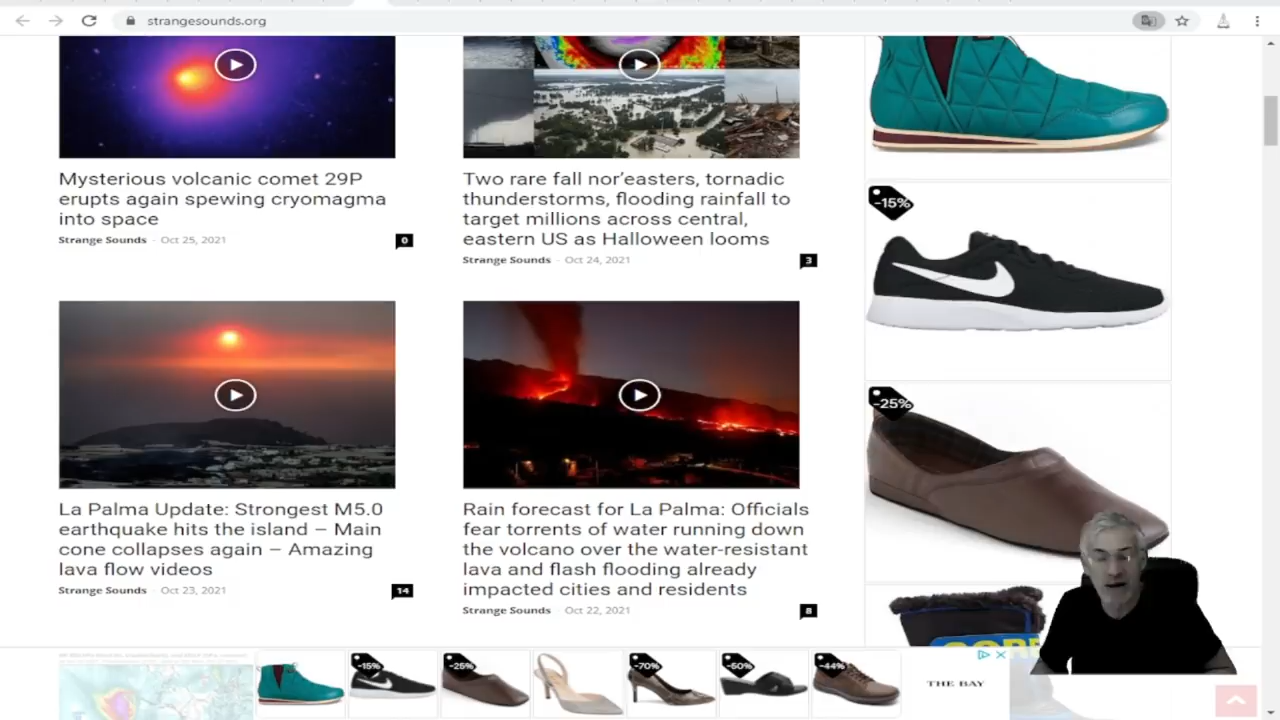 strangesounds.org
Mysterious volcanic comet 29P
erupts again spewing cryomagma
into space
Strange Sounds - Oct 25, 2021
0
Two rare fall nor'easters, tornadic
thunderstorms, flooding rainfall to
target millions across central,
eastern US as Halloween looms
Strange Sounds - Oct 24, 2021
3
-15%
-25%
La Palma Update: Strongest M5.0
earthquake hits the island – Main
cone collapses again – Amazing
lava flow videos
Strange Sounds - Oct 23, 2021
14
Rain forecast for La Palma: Officials
fear torrents of water running down
the volcano over the water-resistant
lava and flash flooding already
impacted cities and residents
Strange Sounds - Oct 22, 2021
8
-15%
-25%
-70%
-50%
-44%
THE BAY